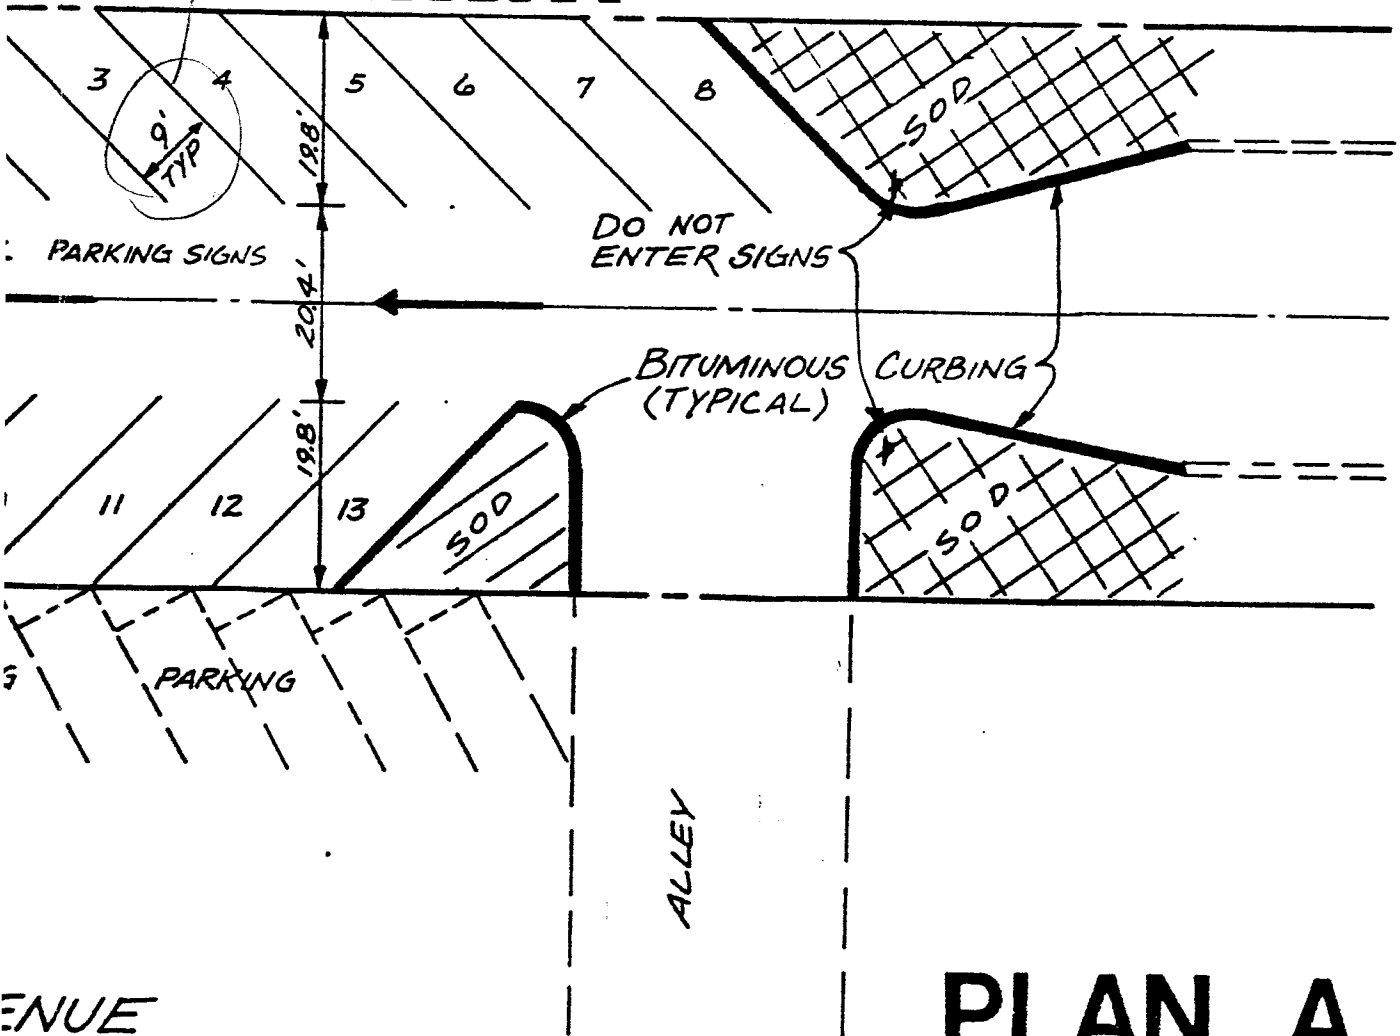 3 4 5 6 7 8
9'
TYP
19.8'
SOD
DO NOT
ENTER SIGNS
PARKING SIGNS
20.4'
BITUMINOUS CURBING
(TYPICAL)
19.8'
11 12 13
SOD
SOD
PARKING
ALLEY
ENUE
PLAN A